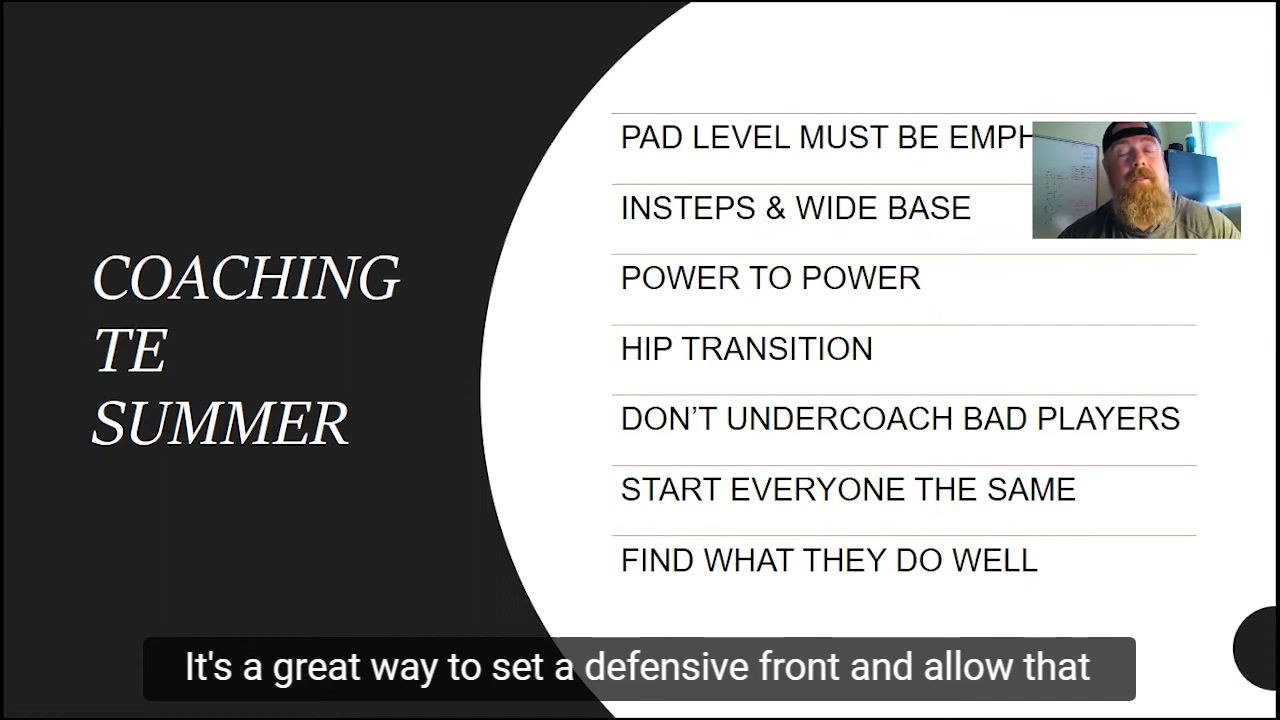 COACHING
TE
SUMMER
PAD LEVEL MUST BE
INSTEPS & WIDE BASE
POWER TO POWER
HIP TRANSITION
DON’T UNDERCOACH BAD PLAYERS
START EVERYONE THE SAME
FIND WHAT THEY DO WELL
It's a great way to set a defensive front and allow that